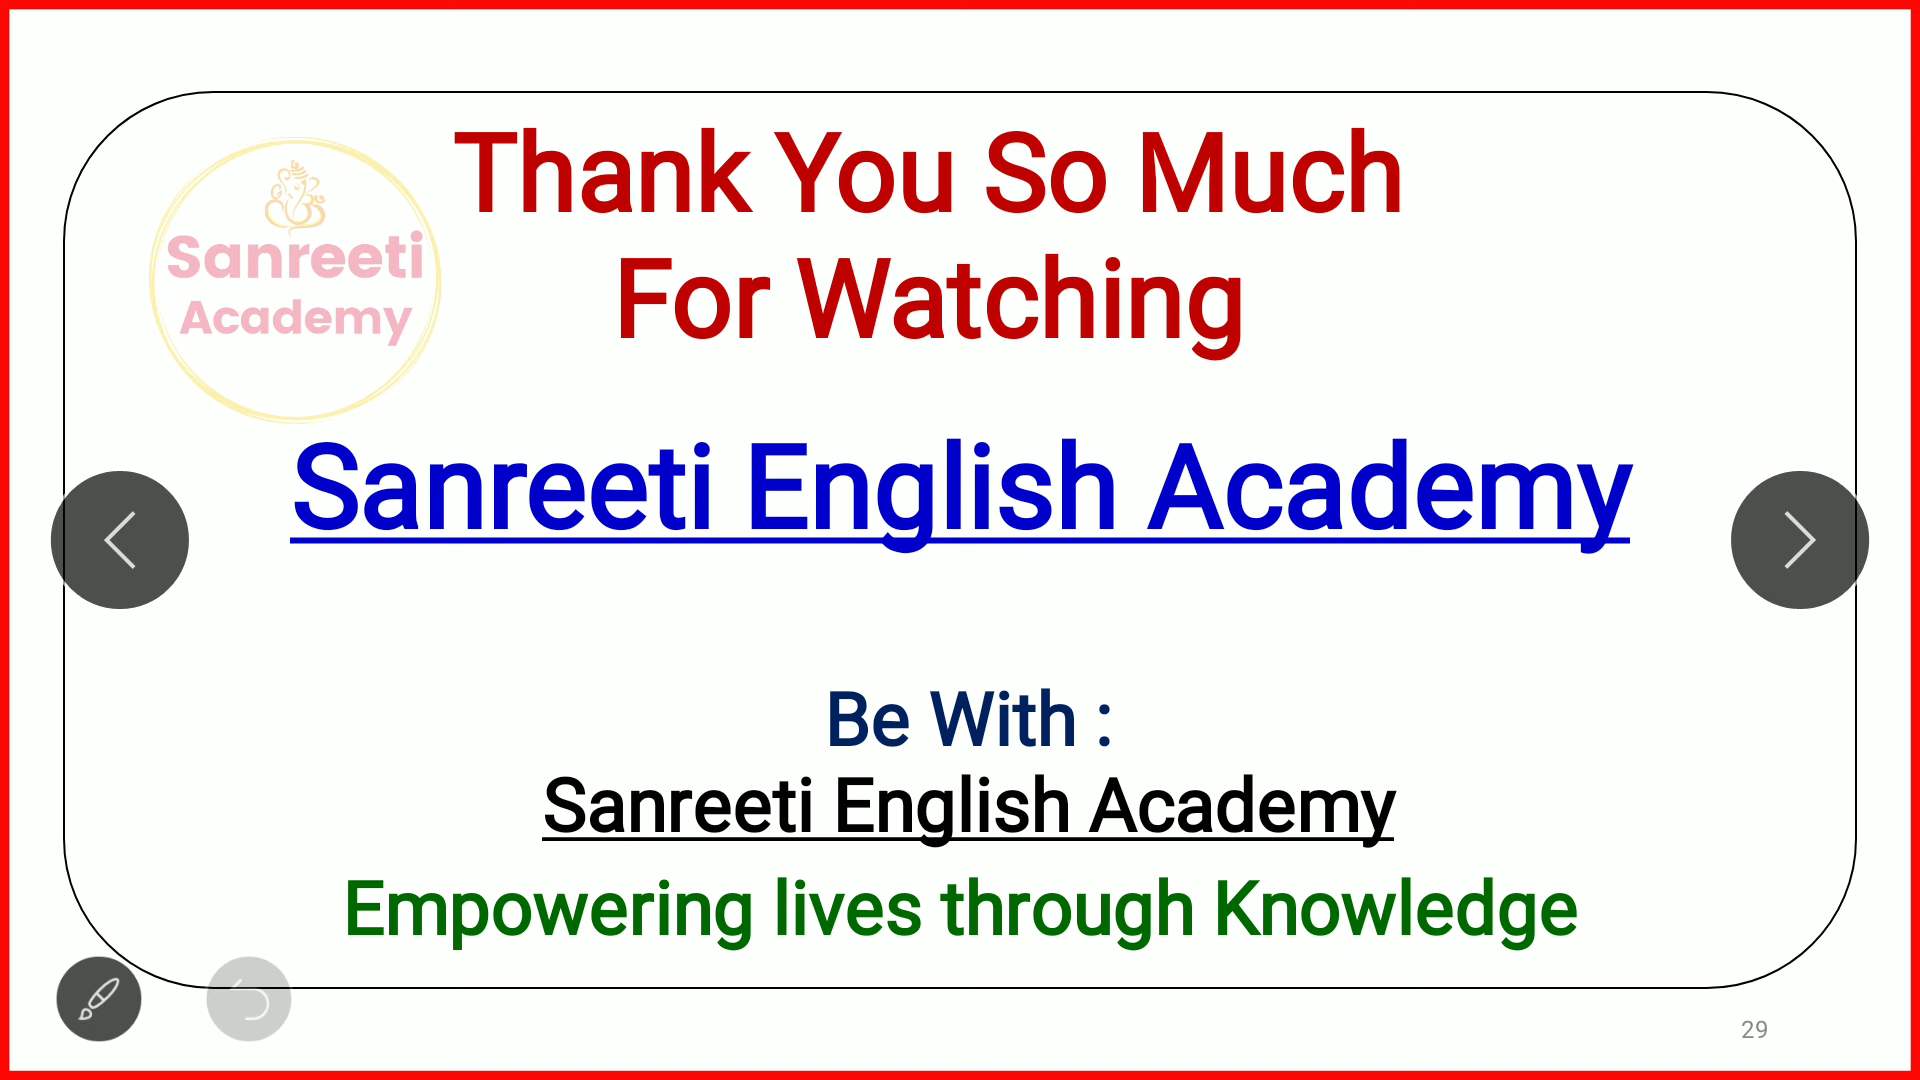 Thank You So Much
For Watching
Sanreeti
Academy
Sanreeti English Academy
Be With :
Sanreeti English Academy
Empowering lives through Knowledge
29